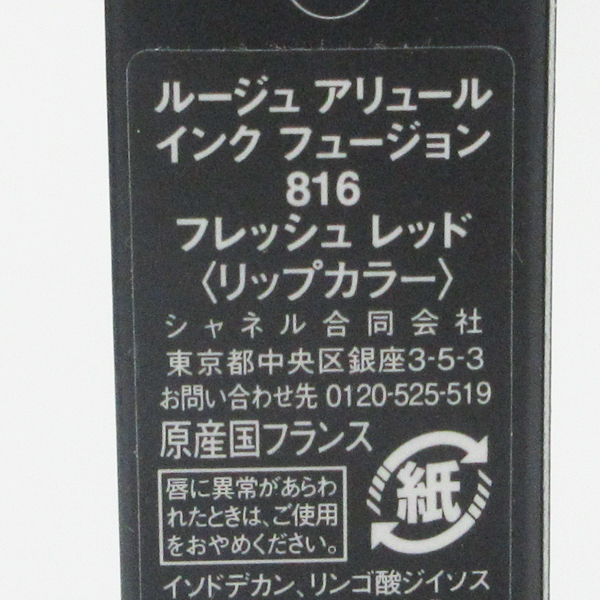 ルージュ アリュール
インク フュージョン
816
フレッシュ レッド
〈リップカラー〉
シャネル合同会社
東京都中央区銀座3-5-3
お問い合わせ先 0120-525-519
原産国フランス
紙
唇に異常があらわ
れたときは、ご使用
をおやめください。
イソドデカン、リンゴ酸ジイソス